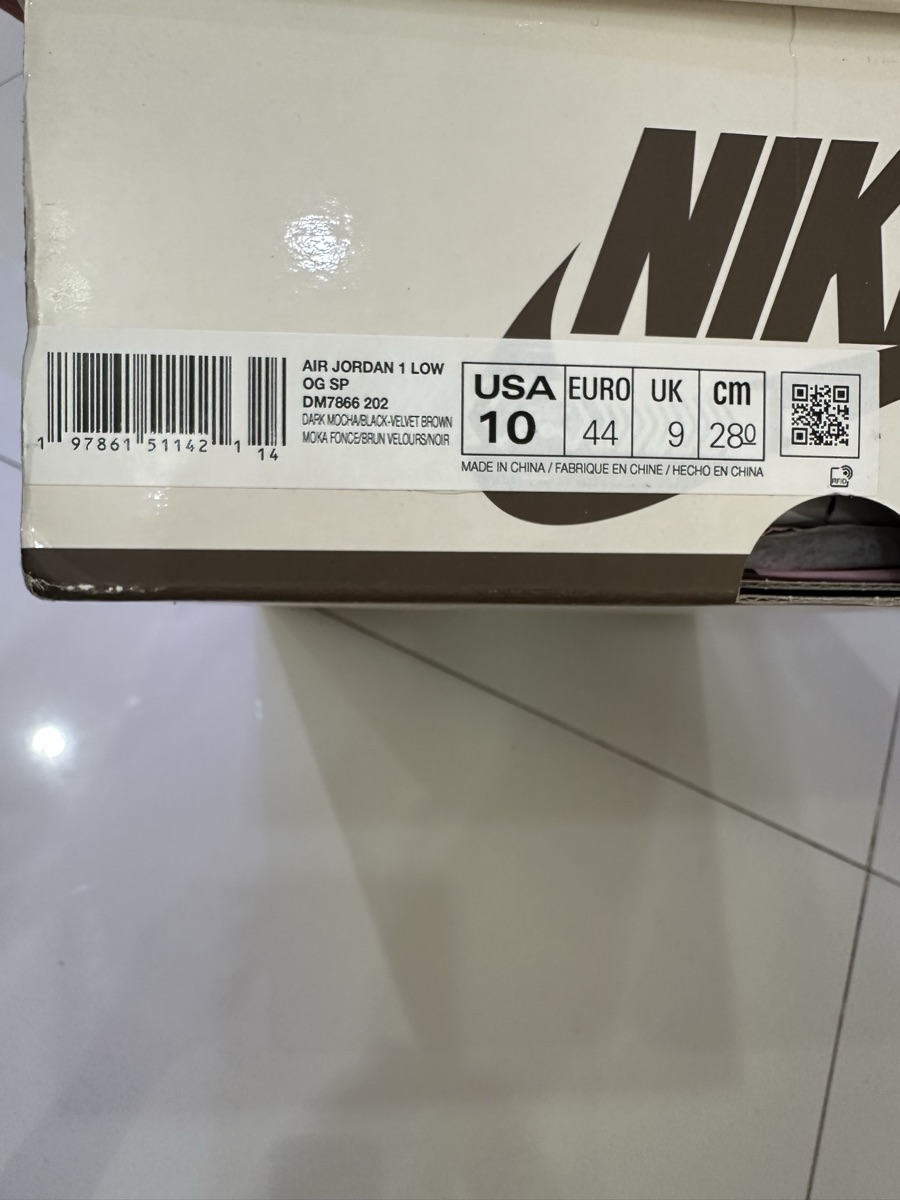 NIK
AIR JORDAN 1 LOW
OG SP
DM7866 202
DARK MOCHA/BLACK-VELVET BROWN
MOKA FONCE/BRUN VELOURS/NOIR
1 97861 51142 1 14
USA EURO UK cm
10 44 9 280
MADE IN CHINA / FABRIQUE EN CHINE / HECHO EN CHINA
RFID